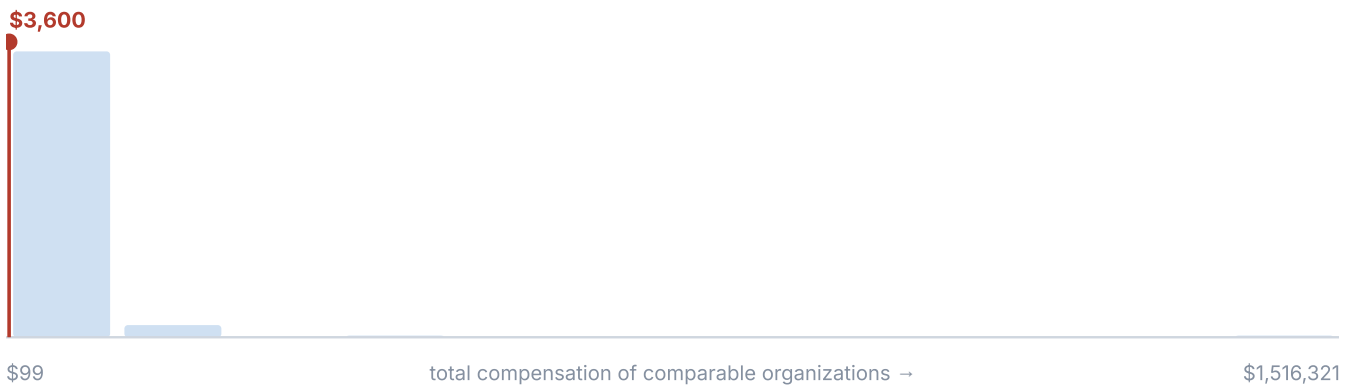 $3,600
$99 total compensation of comparable organizations → $1,516,321